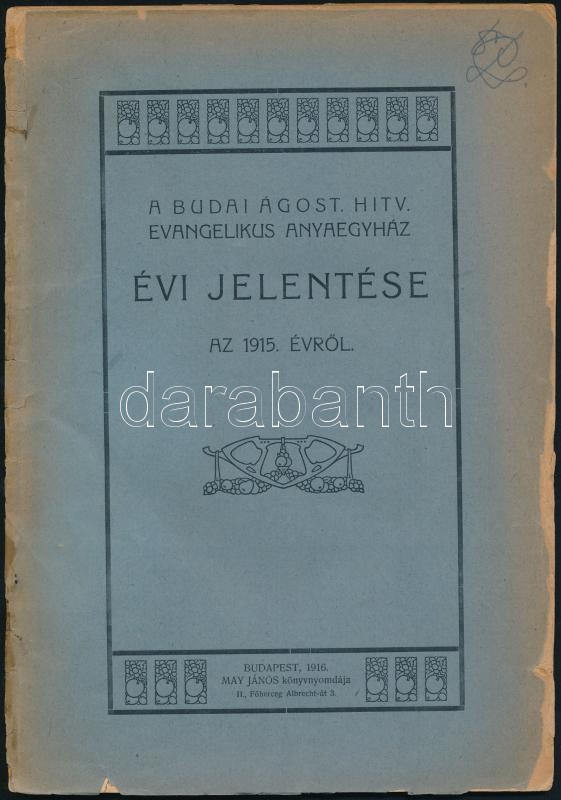 A BUDAI ÁGOST. HITV.
EVANGELIKUS ANYAEGYHÁZ
ÉVI JELENTÉSE
AZ 1915. ÉVRŐL.
darabanth
BUDAPEST, 1916.
MAY JÁNOS könyvnyomdája
II., Főherceg Albrecht-út 3.